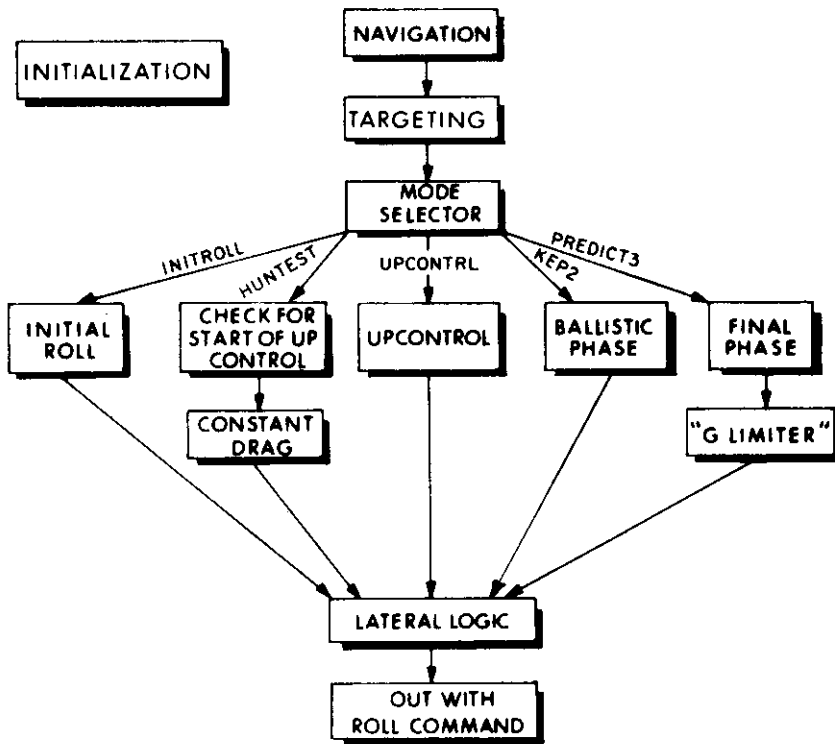 NAVIGATION
INITIALIZATION
TARGETING
MODE
SELECTOR
INITROLL
HUNTEST
UPCONTRL
KEP2
PREDICT3
INITIAL
ROLL
CHECK FOR
START OF UP
CONTROL
UPCONTROL
BALLISTIC
PHASE
FINAL
PHASE
CONSTANT
DRAG
"G LIMITER"
LATERAL LOGIC
OUT WITH
ROLL COMMAND